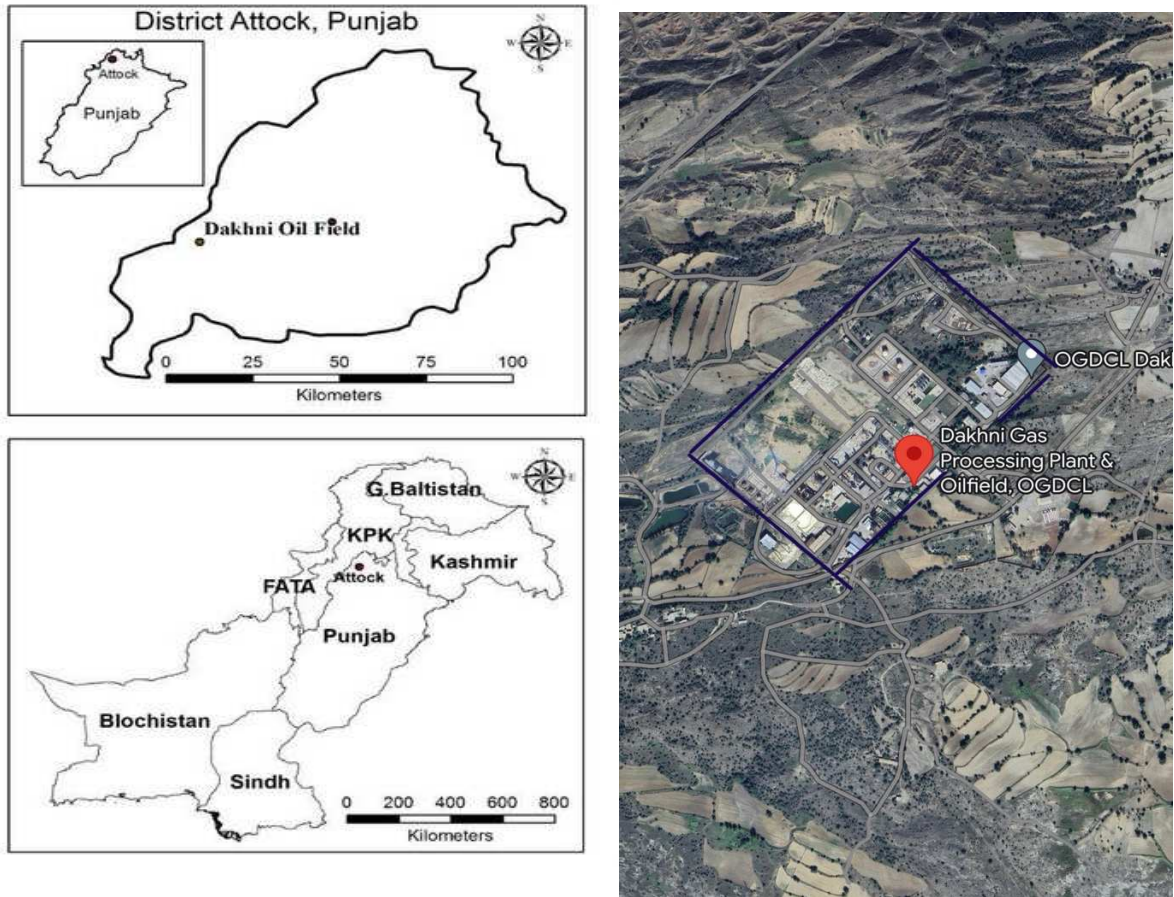 District Attock, Punjab
N
W E
S
Attock
Punjab
Dakhni Oil Field
0 25 50 75 100
Kilometers
N
W E
S
G.Baltistan
KPK
Kashmir
Attock
FATA
Punjab
Blochistan
Sindh
0 200 400 600 800
Kilometers
OGDCL Dakl
Dakhni Gas
Processing Plant &
Oilfield, OGDCL